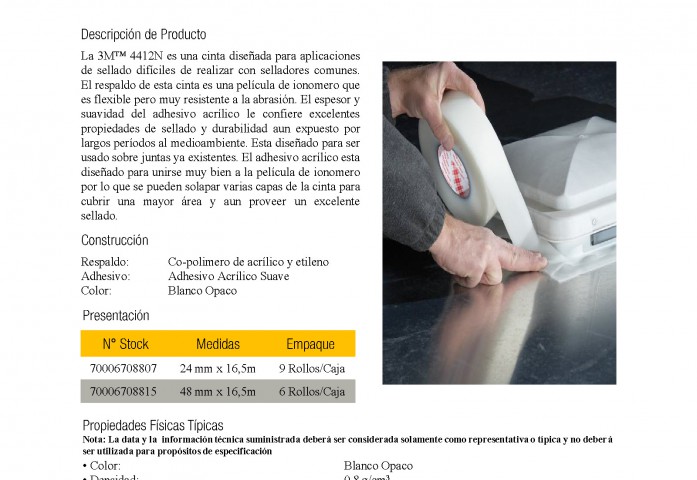 Descripción de Producto
La 3M™ 4412N es una cinta diseñada para aplicaciones
de sellado difíciles de realizar con selladores comunes.
El respaldo de esta cinta es una película de ionomero que
es flexible pero muy resistente a la abrasión. El espesor y
suavidad del adhesivo acrílico le confiere excelentes
propiedades de sellado y durabilidad aun expuesto por
largos períodos al medioambiente. Esta diseñado para ser
usado sobre juntas ya existentes. El adhesivo acrílico esta
diseñado para unirse muy bien a la película de ionomero
por lo que se pueden solapar varias capas de la cinta para
cubrir una mayor área y aun proveer un excelente
sellado.
Construcción
Respaldo: Co-polimero de acrílico y etileno
Adhesivo: Adhesivo Acrílico Suave
Color: Blanco Opaco
Presentación
N° Stock Medidas Empaque
70006708807 24 mm x 16,5m 9 Rollos/Caja
70006708815 48 mm x 16,5m 6 Rollos/Caja
Propiedades Físicas Típicas
Nota: La data y la información técnica suministrada deberá ser considerada solamente como representativa o típica y no deberá
ser utilizada para propósitos de especificación
• Color: Blanco Opaco
• Densidad: 0.8 g/cm³